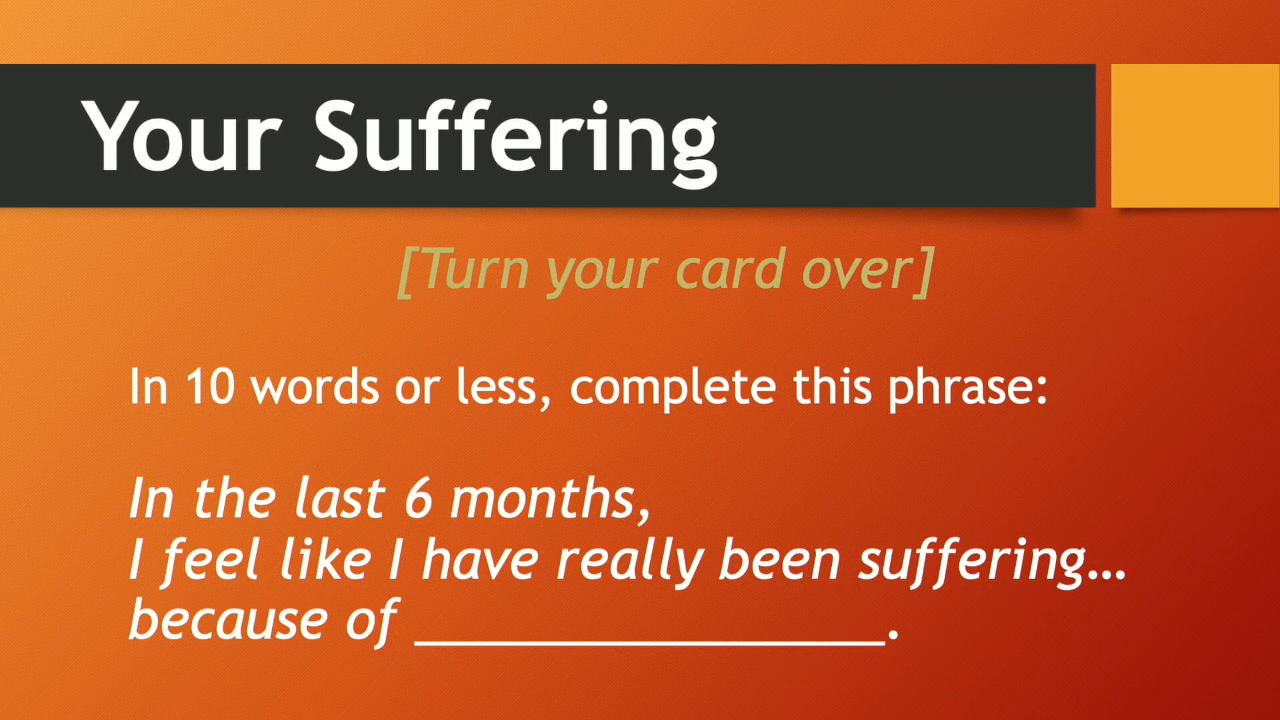 Your Suffering
[Turn your card over]
In 10 words or less, complete this phrase:
In the last 6 months,
I feel like I have really been suffering…
because of _________________.